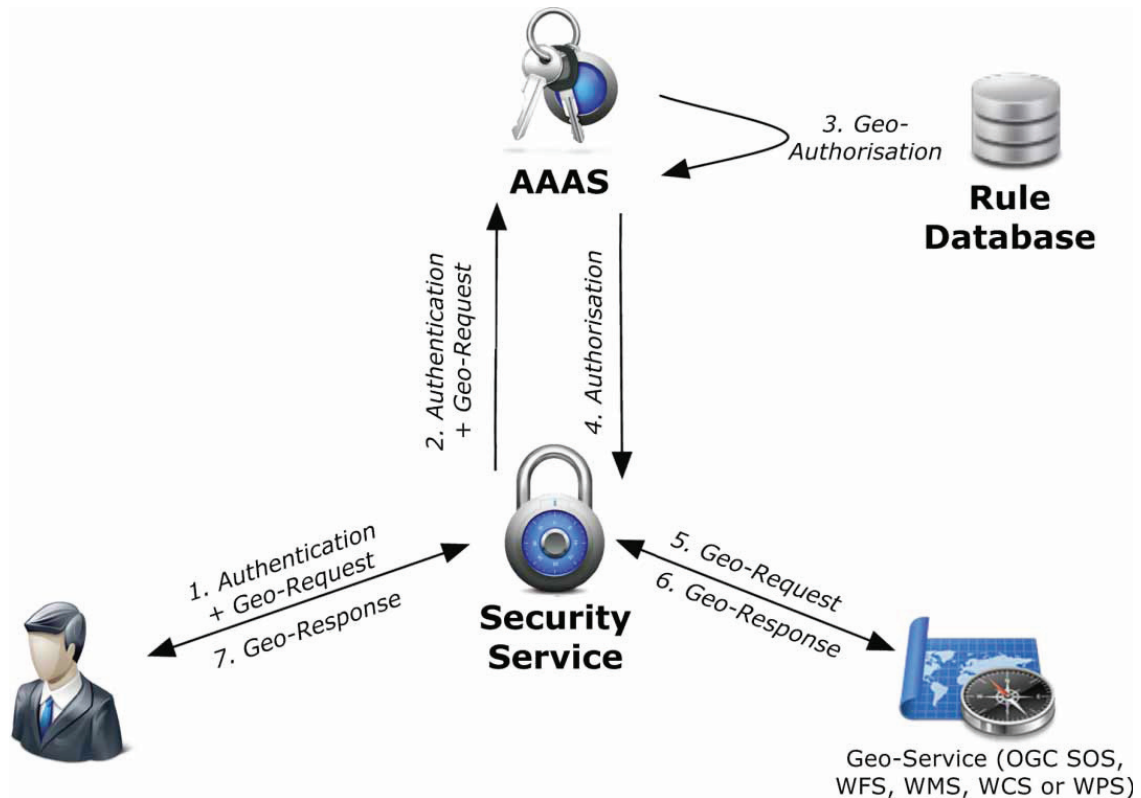 3. Geo-
Authorisation
AAAS
Rule
Database
2. Authentication
+ Geo-Request
4. Authorisation
1. Authentication
+ Geo-Request
7. Geo-Response
5. Geo-Request
6. Geo-Response
Security
Service
Geo-Service (OGC SOS,
WFS, WMS, WCS or WPS)